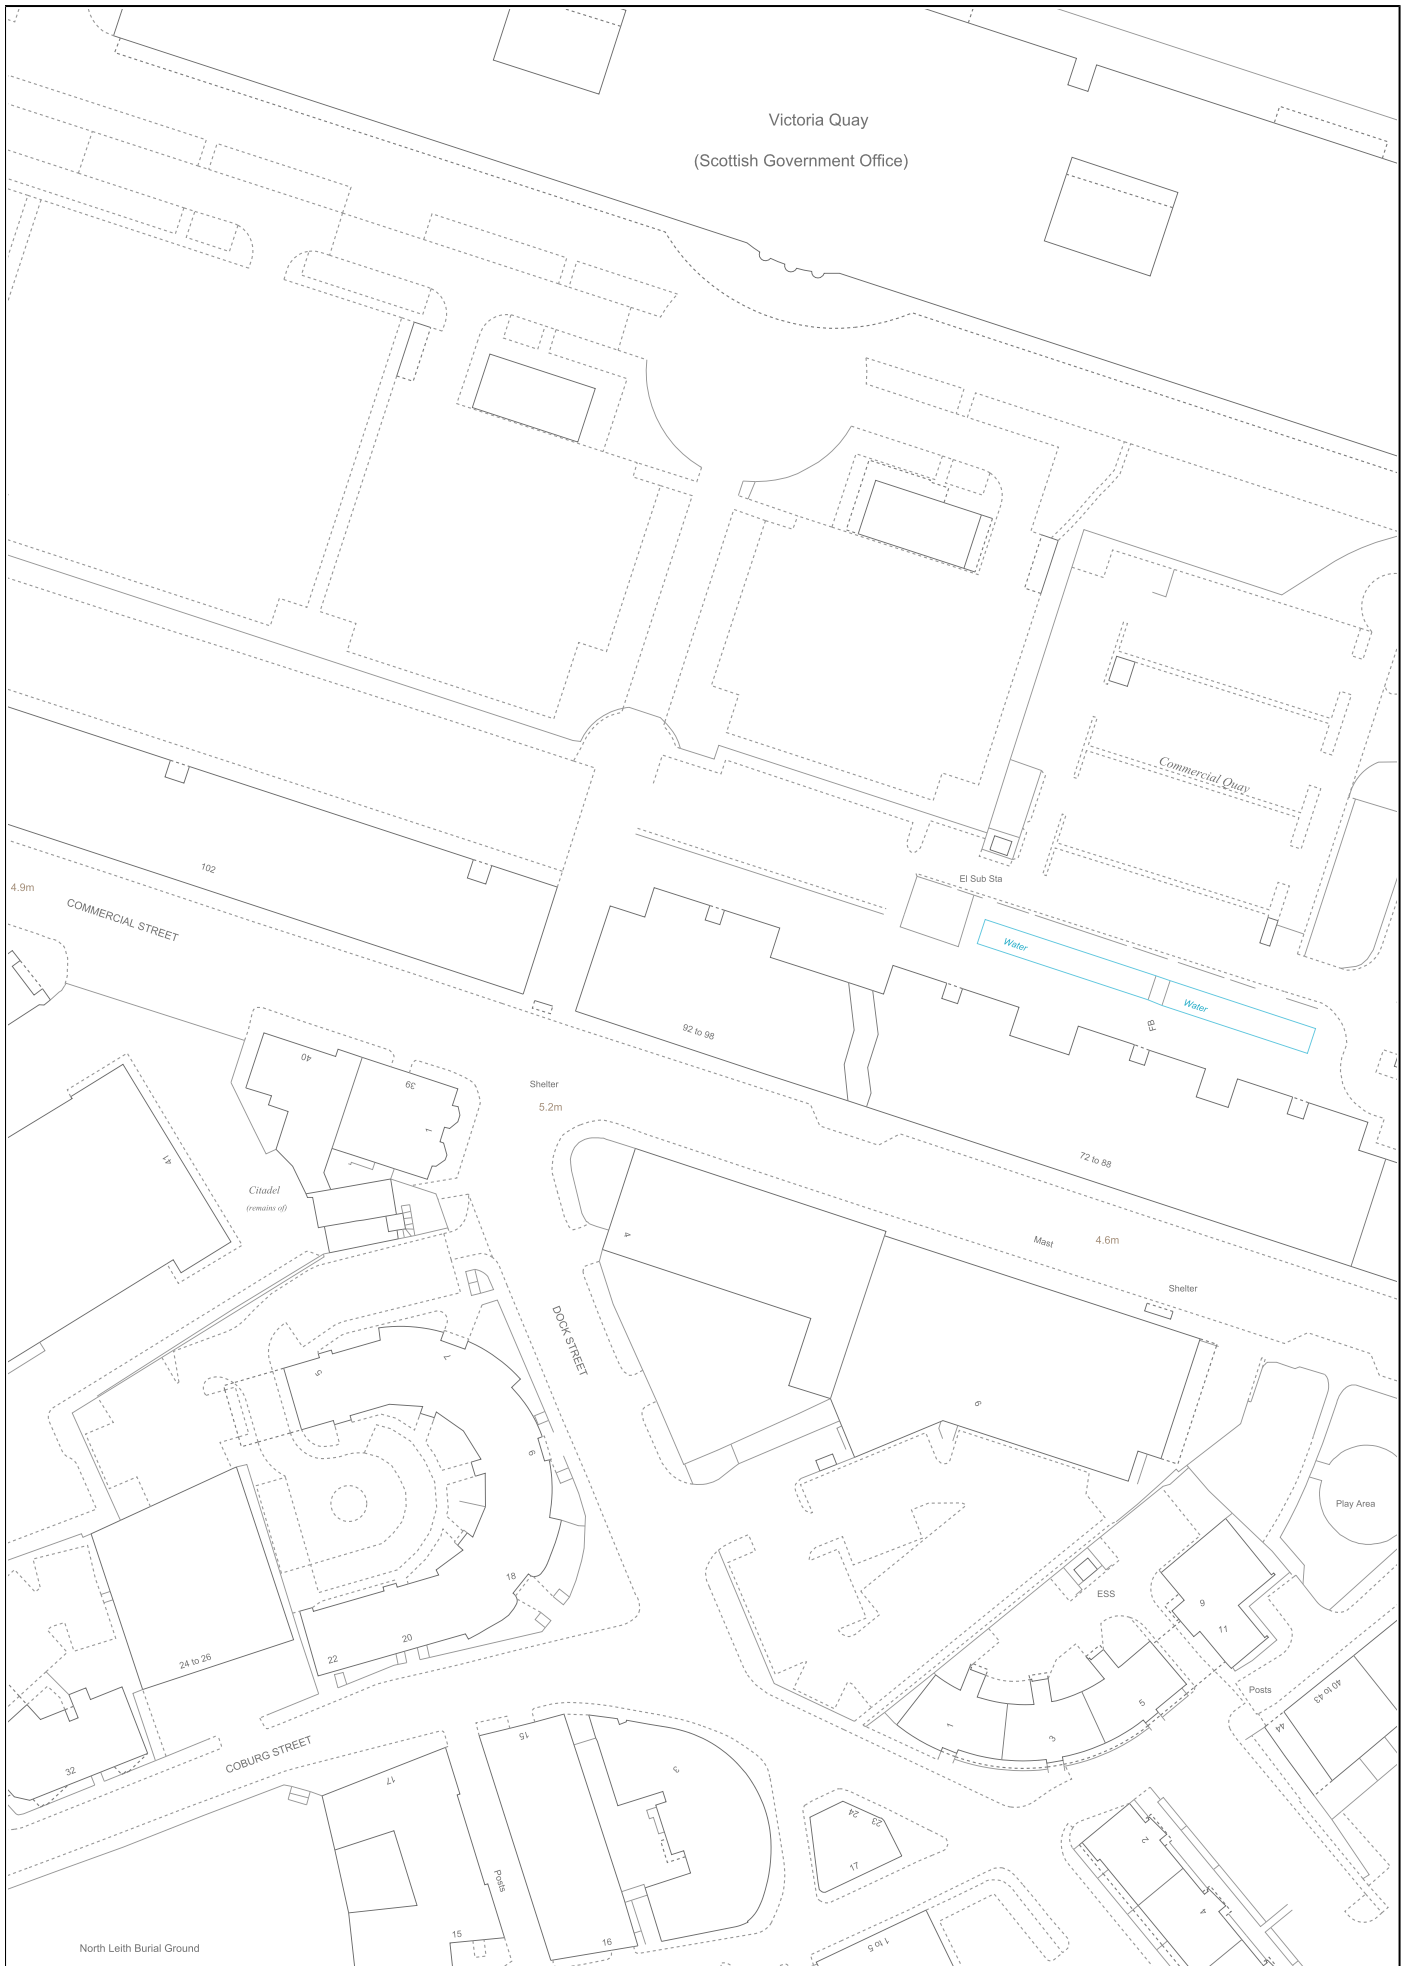 Victoria Quay
(Scottish Government Office)
Commercial Quay
102
El Sub Sta
4.9m
COMMERCIAL STREET
Water
Water
FB
92 to 98
40
39
1
Shelter
5.2m
41
72 to 88
Citadel
(remains of)
4
Mast
4.6m
Shelter
DOCK STREET
7
5
6
9
Play Area
18
ESS
9
11
20
22
24 to 26
Posts
40 to 43
44
5
1
3
15
COBURG STREET
32
17
3
24
23
17
1
2
4
Posts
15
16
1 to 5
North Leith Burial Ground